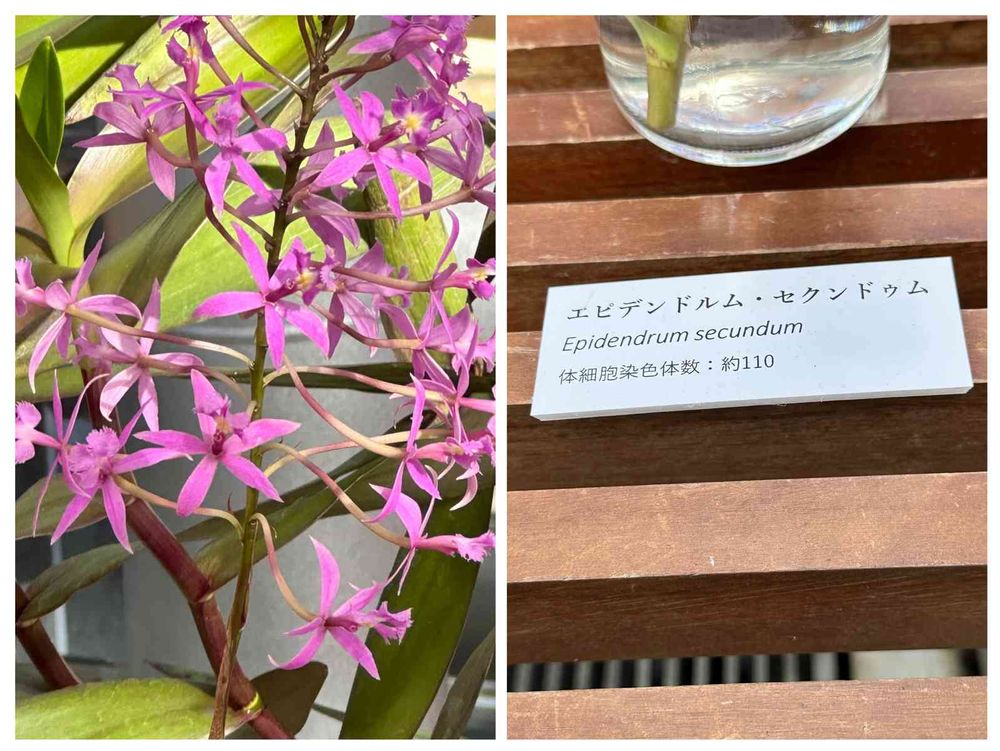 エピデンドルム・セクンドゥム
Epidendrum secundum
体細胞染色体数：約110